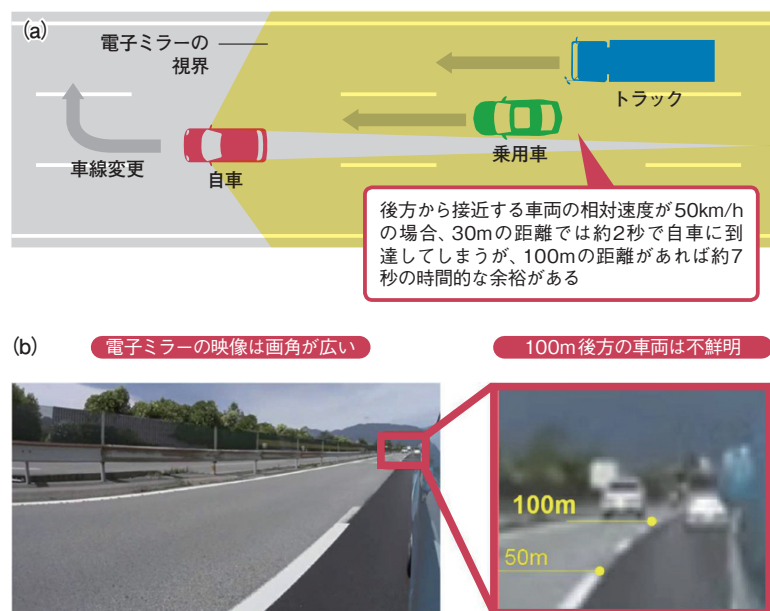 (a)
電子ミラーの
視界
トラック
乗用車
車線変更
自車
後方から接近する車両の相対速度が50km/h
の場合、30mの距離では約2秒で自車に到
達してしまうが、100mの距離があれば約7
秒の時間的な余裕がある
(b)
電子ミラーの映像は画角が広い
100m後方の車両は不鮮明
100m
50m